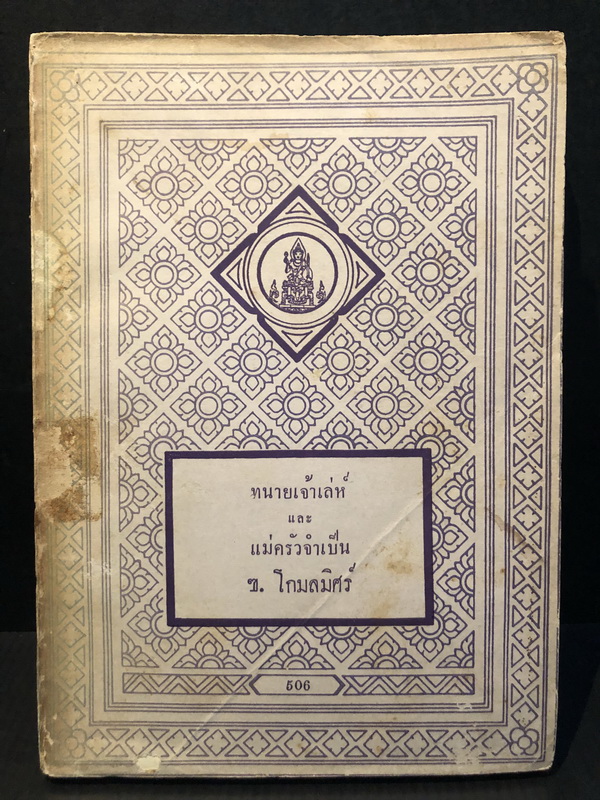 ทนายเจ้าเล่ห์
และ
แม่ครัวจำเป็น
ฃ. โกมลมิศร์
506